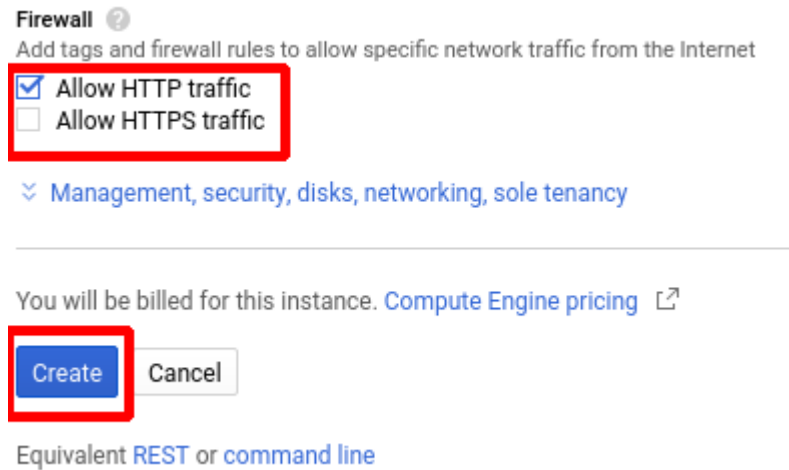 Firewall
Add tags and firewall rules to allow specific network traffic from the Internet
Allow HTTP traffic
Allow HTTPS traffic
Management, security, disks, networking, sole tenancy
You will be billed for this instance. Compute Engine pricing
Create Cancel
Equivalent REST or command line